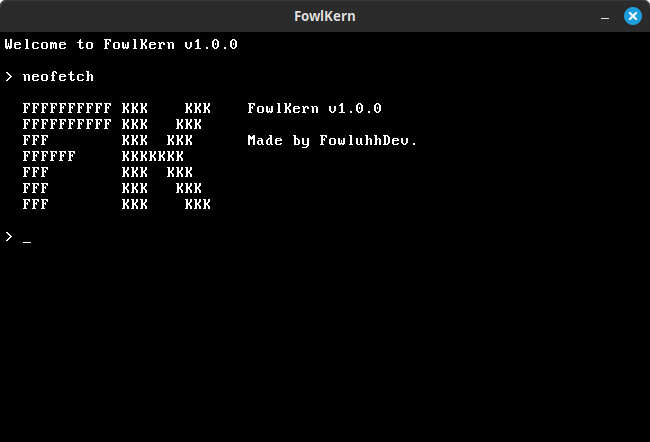 FowlKern
Welcome to FowlKern v1.0.0
> neofetch
  FFFFFFFFFF KKK    KKK    FowlKern v1.0.0
  FFFFFFFFFF KKK   KKK
  FFF        KKK  KKK      Made by FowluhhDev.
  FFFFFF     KKKKKKK
  FFF        KKK  KKK
  FFF        KKK   KKK
  FFF        KKK    KKK
> _